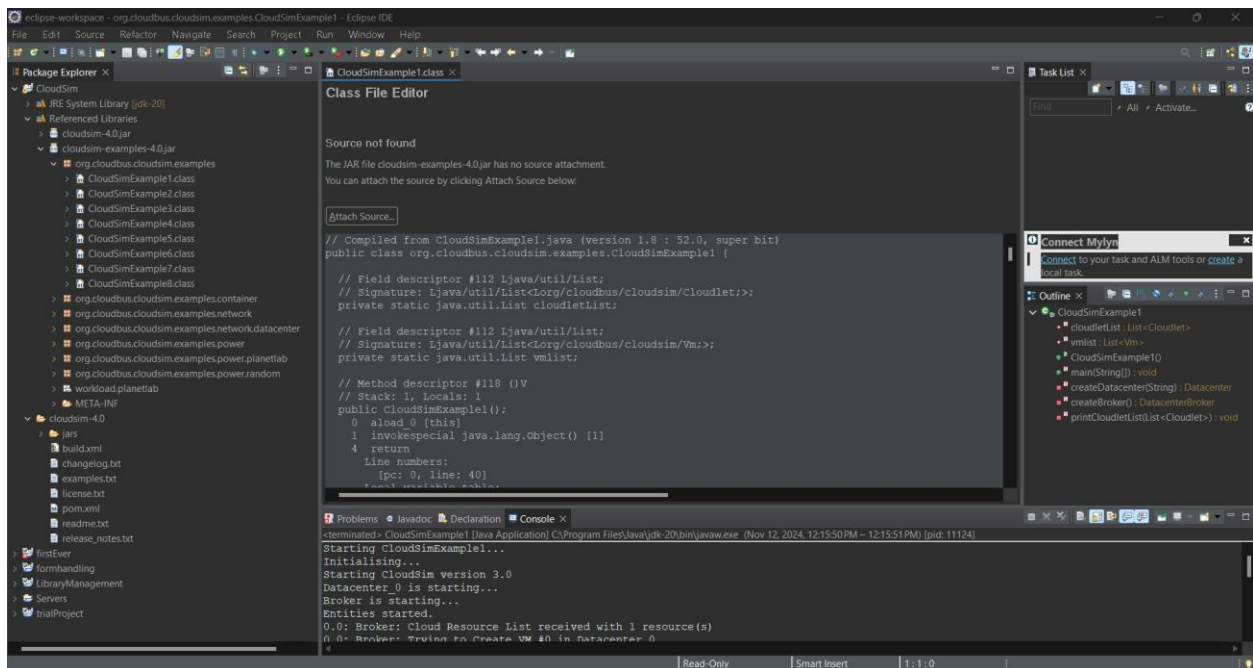 eclipse-workspace - org.cloudbus.cloudsim.examples.CloudSimExample1 - Eclipse IDE
File Edit Source Refactor Navigate Search Project Run Window Help
Package Explorer
CloudSim
JRE System Library [jdk-20]
Referenced Libraries
cloudsim-4.0.jar
cloudsim-examples-4.0.jar
org.cloudbus.cloudsim.examples
CloudSimExample1.class
CloudSimExample2.class
CloudSimExample3.class
CloudSimExample4.class
CloudSimExample5.class
CloudSimExample6.class
CloudSimExample7.class
CloudSimExample8.class
org.cloudbus.cloudsim.examples.container
org.cloudbus.cloudsim.examples.network
org.cloudbus.cloudsim.examples.network.datacenter
org.cloudbus.cloudsim.examples.power
org.cloudbus.cloudsim.examples.power.planetlab
org.cloudbus.cloudsim.examples.power.random
workload.planetlab
META-INF
cloudsim-4.0
jars
build.xml
changelog.txt
examples.txt
license.txt
pom.xml
readme.txt
release_notes.txt
firstEver
formhandling
LibraryManagement
Servers
trialProject
CloudSimExample1.class
Class File Editor
Source not found
The JAR file cloudsim-examples-4.0.jar has no source attachment.
You can attach the source by clicking Attach Source below:
Attach Source...
// Compiled from CloudSimExample1.java (version 1.8 : 52.0, super bit)
public class org.cloudbus.cloudsim.examples.CloudSimExample1 {
// Field descriptor #112 Ljava/util/List;
// Signature: Ljava/util/List<Lorg/cloudbus/cloudsim/Cloudlet;>;
private static java.util.List cloudletList;
// Field descriptor #112 Ljava/util/List;
// Signature: Ljava/util/List<Lorg/cloudbus/cloudsim/Vm;>;
private static java.util.List vmlist;
// Method descriptor #118 ()V
// Stack: 1, Locals: 1
public CloudSimExample1();
0 aload_0 [this]
1 invokespecial java.lang.Object() [1]
4 return
Line numbers:
[pc: 0, line: 40]
Local variable table:
Problems Javadoc Declaration Console
<terminated> CloudSimExample1 [Java Application] C:\Program Files\Java\jdk-20\bin\javaw.exe (Nov 12, 2024, 12:15:50 PM – 12:15:51 PM) [pid: 11124]
Starting CloudSimExample1...
Initialising...
Starting CloudSim version 3.0
Datacenter_0 is starting...
Broker is starting...
Entities started.
0.0: Broker: Cloud Resource List received with 1 resource(s)
0.0: Broker: Trying to Create VM #0 in Datacenter_0
Task List
Find All Activate...
Connect Mylyn
Connect to your task and ALM tools or create a
local task.
Outline
CloudSimExample1
cloudletList : List<Cloudlet>
vmlist : List<Vm>
CloudSimExample1()
main(String[]) : void
createDatacenter(String) : Datacenter
createBroker() : DatacenterBroker
printCloudletList(List<Cloudlet>) : void
Read-Only Smart Insert 1 : 1 : 0